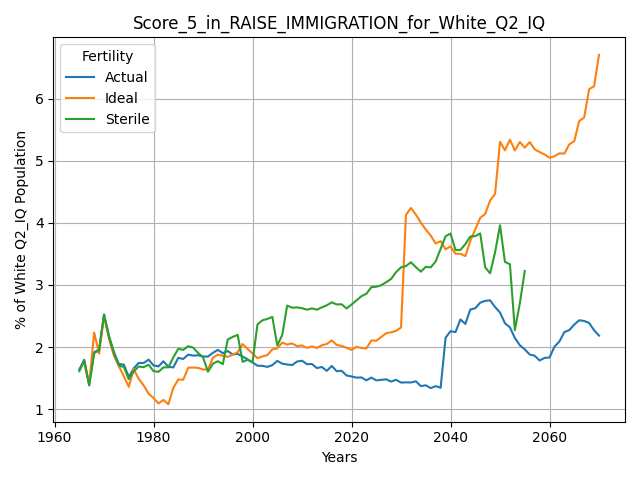 Score_5_in_RAISE_IMMIGRATION_for_White_Q2_IQ
Fertility
Actual
Ideal
Sterile
% of White Q2_IQ Population
6
5
4
3
2
1
1960
1980
2000
2020
2040
2060
Years